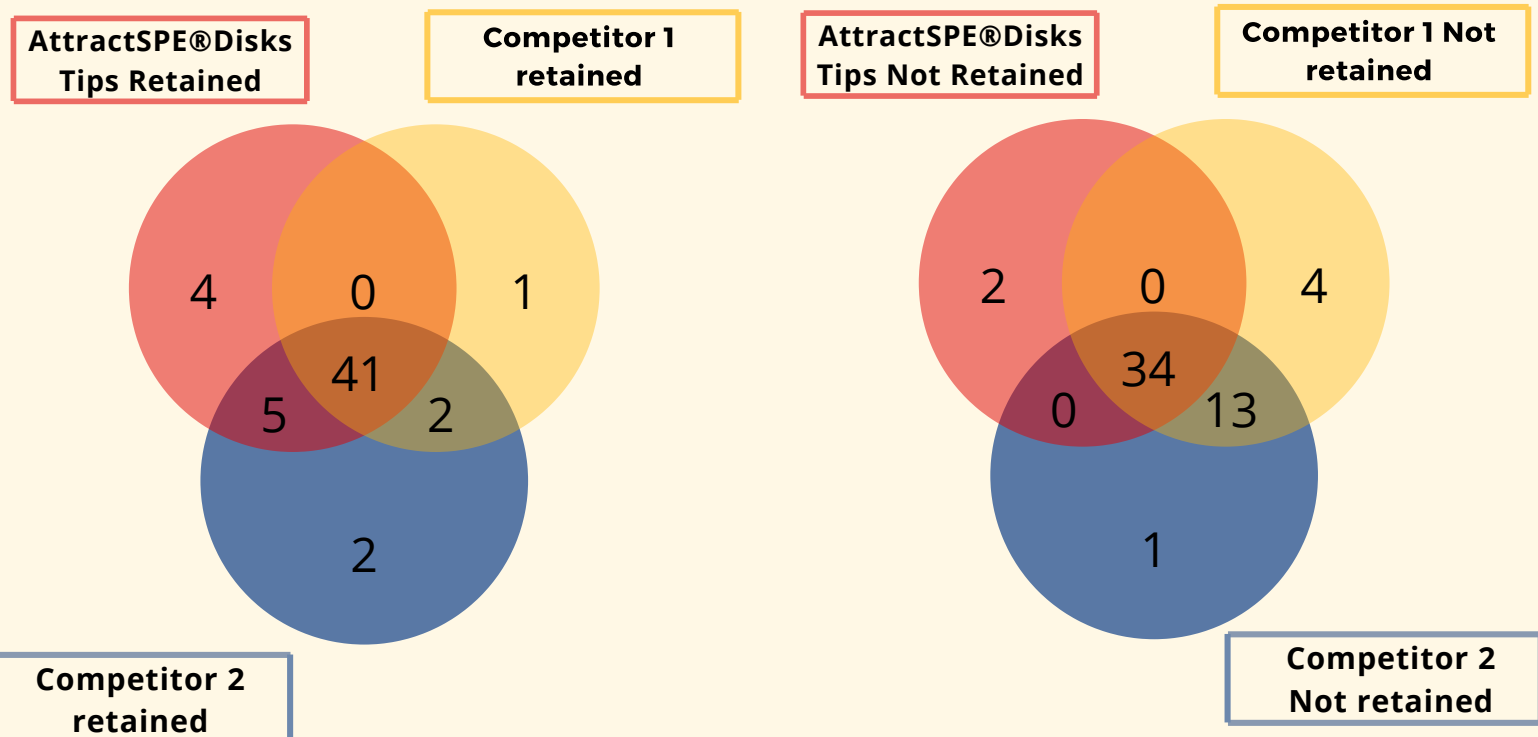 AttractSPE®Disks
Tips Retained
Competitor 1
retained
4
0
1
41
5
2
2
Competitor 2
retained
AttractSPE®Disks
Tips Not Retained
Competitor 1 Not
retained
2
0
4
34
0
13
1
Competitor 2
Not retained